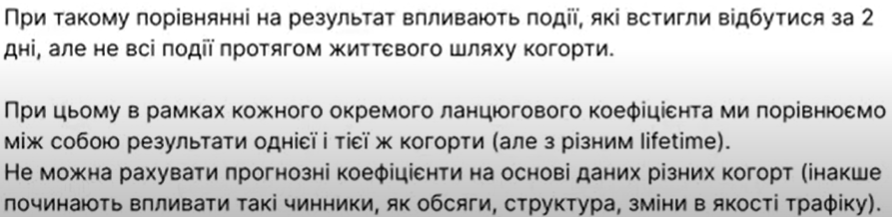 При такому порівнянні на результат впливають події, які встигли відбутися за 2
дні, але не всі події протягом життєвого шляху когорти.
При цьому в рамках кожного окремого ланцюгового коефіцієнта ми порівнюємо
між собою результати однієї і тієї ж когорти (але з різним lifetime).
Не можна рахувати прогнозні коефіцієнти на основі даних різних когорт (інакше
починають впливати такі чинники, як обсяги, структура, зміни в якості трафіку).